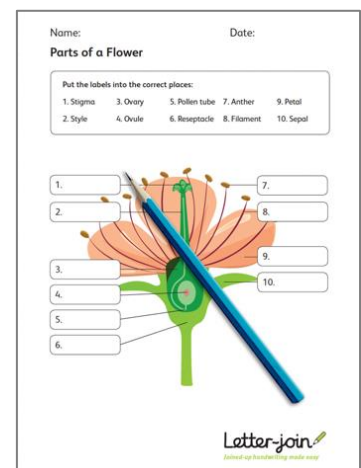 Name: Date:
Parts of a Flower
Put the labels into the correct places:
1. Stigma 3. Ovary 5. Pollen tube 7. Anther 9. Petal
2. Style 4. Ovule 6. Reseptacle 8. Filament 10. Sepal
1. 7.
2. 8.
3. 9.
4. 10.
5.
6.
Letter-join
Joined-up handwriting made easy